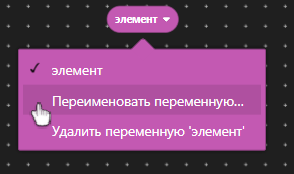 элемент
элемент
Переименовать переменную...
Удалить переменную 'элемент'